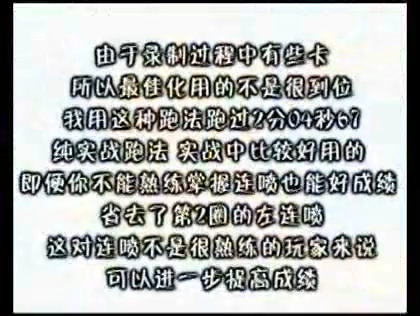 由于录制过程中有些卡
所以最佳化用的不是很到位
我用这种跑法跑过2分04秒67
纯实战跑法 实战中比较好用的
即便你不能熟练掌握连喷也能好成绩
省去了第2圈的左连喷
这对连喷不是很熟练的玩家来说
可以进一步提高成绩